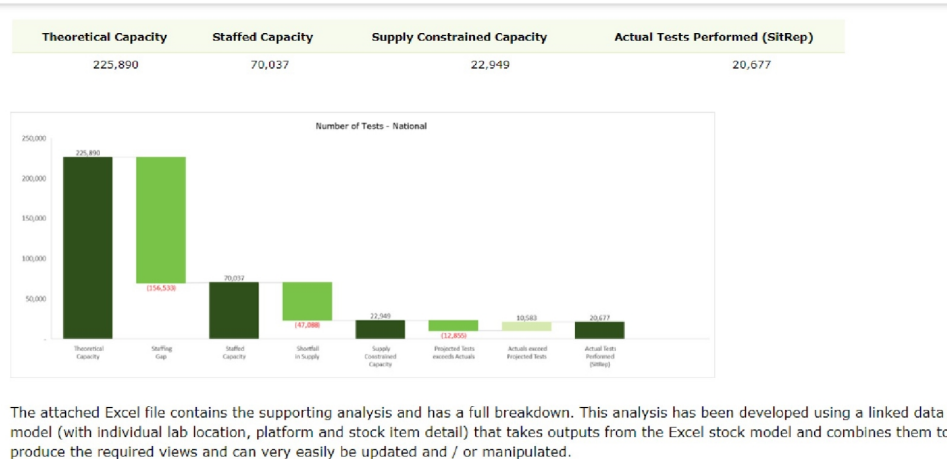 Theoretical Capacity Staffed Capacity Supply Constrained Capacity Actual Tests Performed (SitRep)
225,890 70,037 22,949 20,677
Number of Tests - National
250,000
225,890
200,000
150,000
100,000
70,037
(156,533)
50,000
22,949 10,583 20,677
(47,088)
(12,855)
-
Theoretical Staffing Staffed Shortfall Supply Projected Tests Actuals exceed Actual Tests
Capacity Gap Capacity in Supply Constrained exceeds Actuals Projected Tests Performed
Capacity (SitRep)
The attached Excel file contains the supporting analysis and has a full breakdown. This analysis has been developed using a linked data
model (with individual lab location, platform and stock item detail) that takes outputs from the Excel stock model and combines them to
produce the required views and can very easily be updated and / or manipulated.